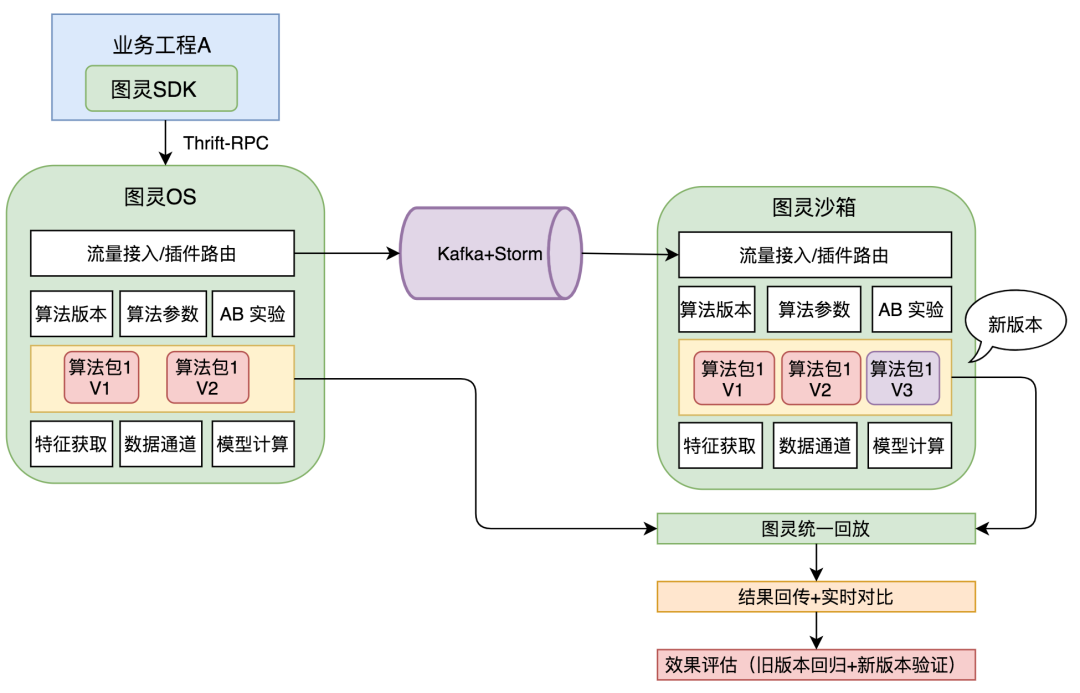 业务工程A
图灵SDK
Thrift-RPC
图灵OS
流量接入/插件路由
算法版本
算法参数
AB 实验
算法包1
V1
算法包1
V2
特征获取
数据通道
模型计算
Kafka+Storm
图灵沙箱
流量接入/插件路由
算法版本
算法参数
AB 实验
新版本
算法包1
V1
算法包1
V2
算法包1
V3
特征获取
数据通道
模型计算
图灵统一回放
结果回传+实时对比
效果评估（旧版本回归+新版本验证）